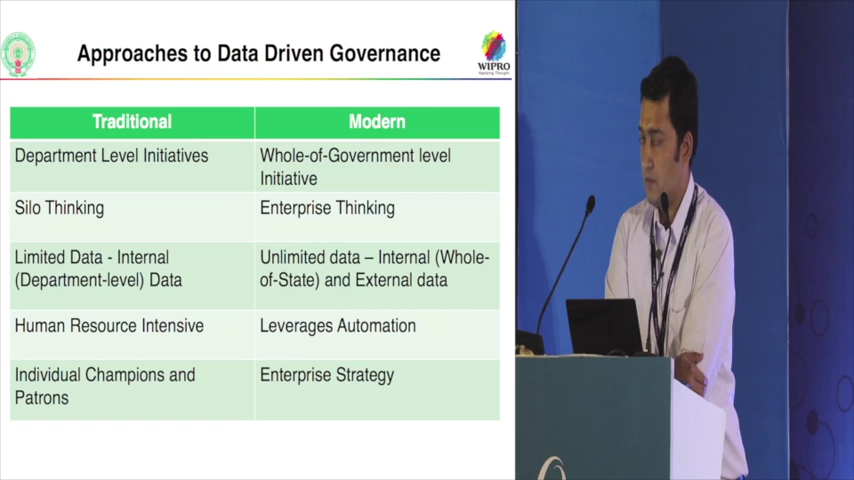 Approaches to Data Driven Governance
WIPRO
Applying Thought
Traditional
Modern
Department Level Initiatives
Whole-of-Government level
Initiative
Silo Thinking
Enterprise Thinking
Limited Data - Internal
(Department-level) Data
Unlimited data – Internal (Whole-
of-State) and External data
Human Resource Intensive
Leverages Automation
Individual Champions and
Patrons
Enterprise Strategy